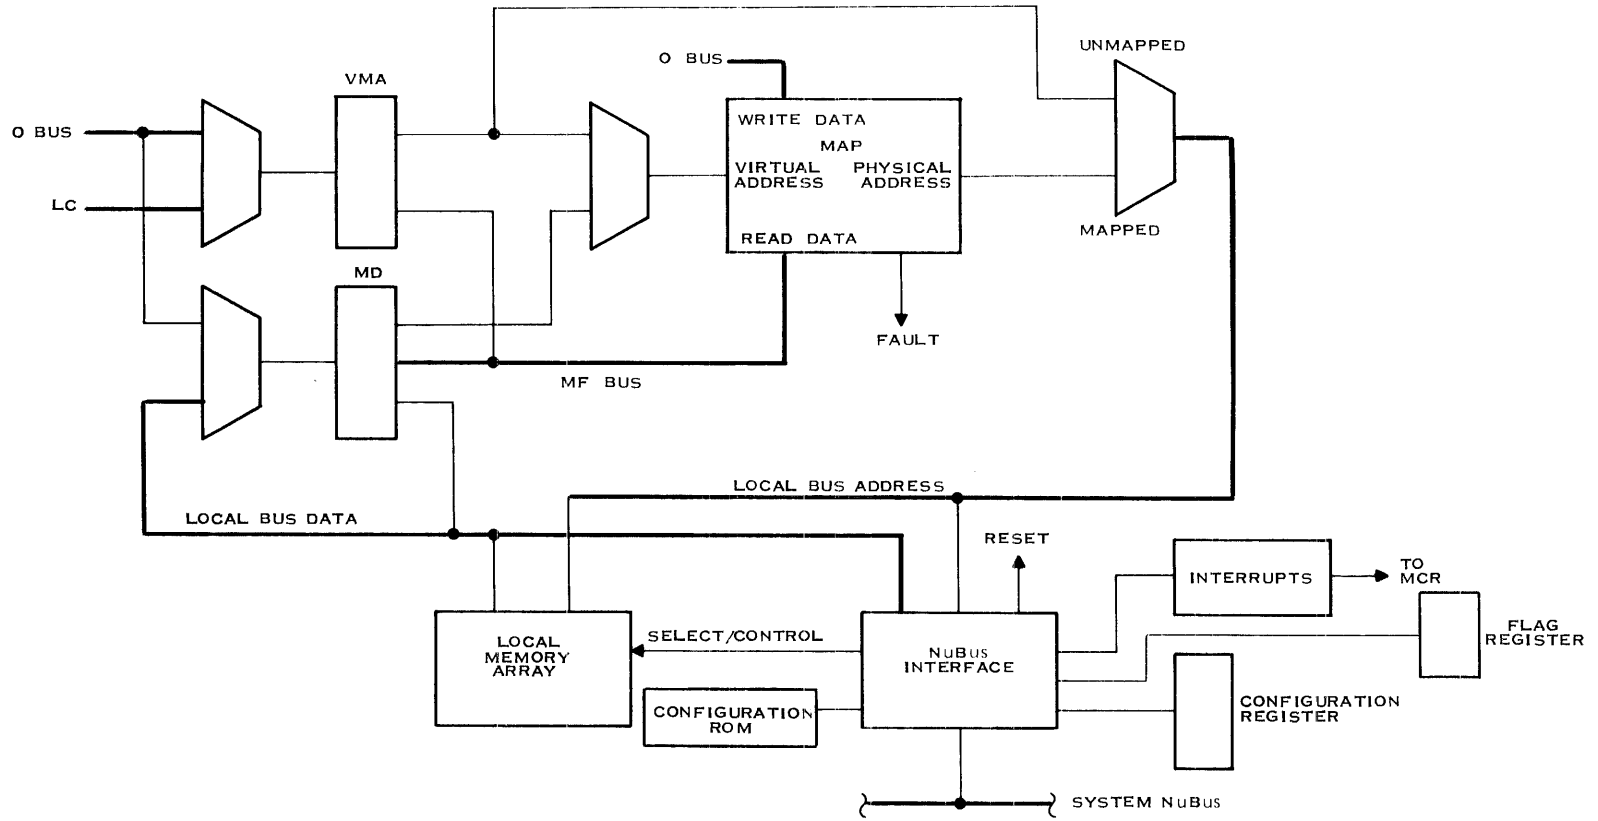 UNMAPPED
O BUS
VMA
WRITE DATA
O BUS
MAP
VIRTUAL
ADDRESS
PHYSICAL
ADDRESS
LC
MAPPED
READ DATA
MD
FAULT
MF BUS
LOCAL BUS ADDRESS
LOCAL BUS DATA
RESET
INTERRUPTS
TO
MCR
FLAG
REGISTER
SELECT/CONTROL
LOCAL
MEMORY
ARRAY
NuBus
INTERFACE
CONFIGURATION
REGISTER
CONFIGURATION
ROM
SYSTEM NuBus